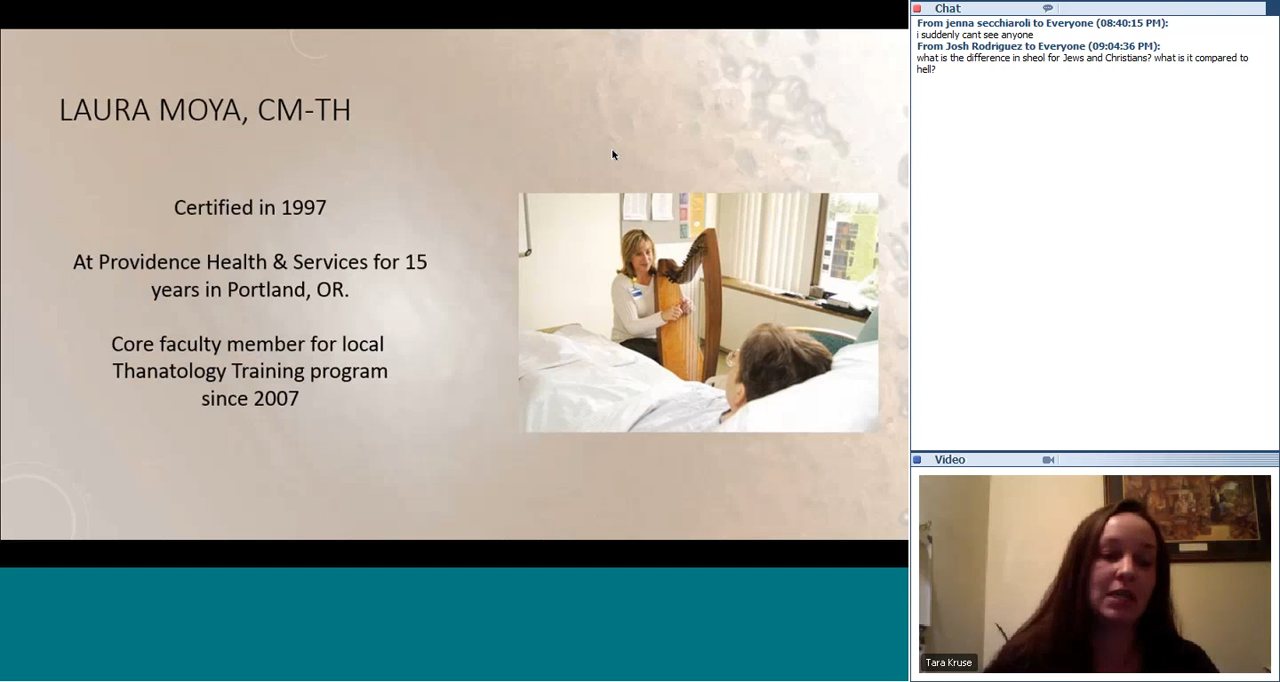 LAURA MOYA, CM-TH
Certified in 1997
At Providence Health & Services for 15
years in Portland, OR.
Core faculty member for local
Thanatology Training program
since 2007
Chat
From jenna secchiaroli to Everyone (08:40:15 PM):
i suddenly cant see anyone
From Josh Rodriguez to Everyone (09:04:36 PM):
what is the difference in sheol for Jews and Christians? what is it compared to
hell?
Video
Tara Kruse